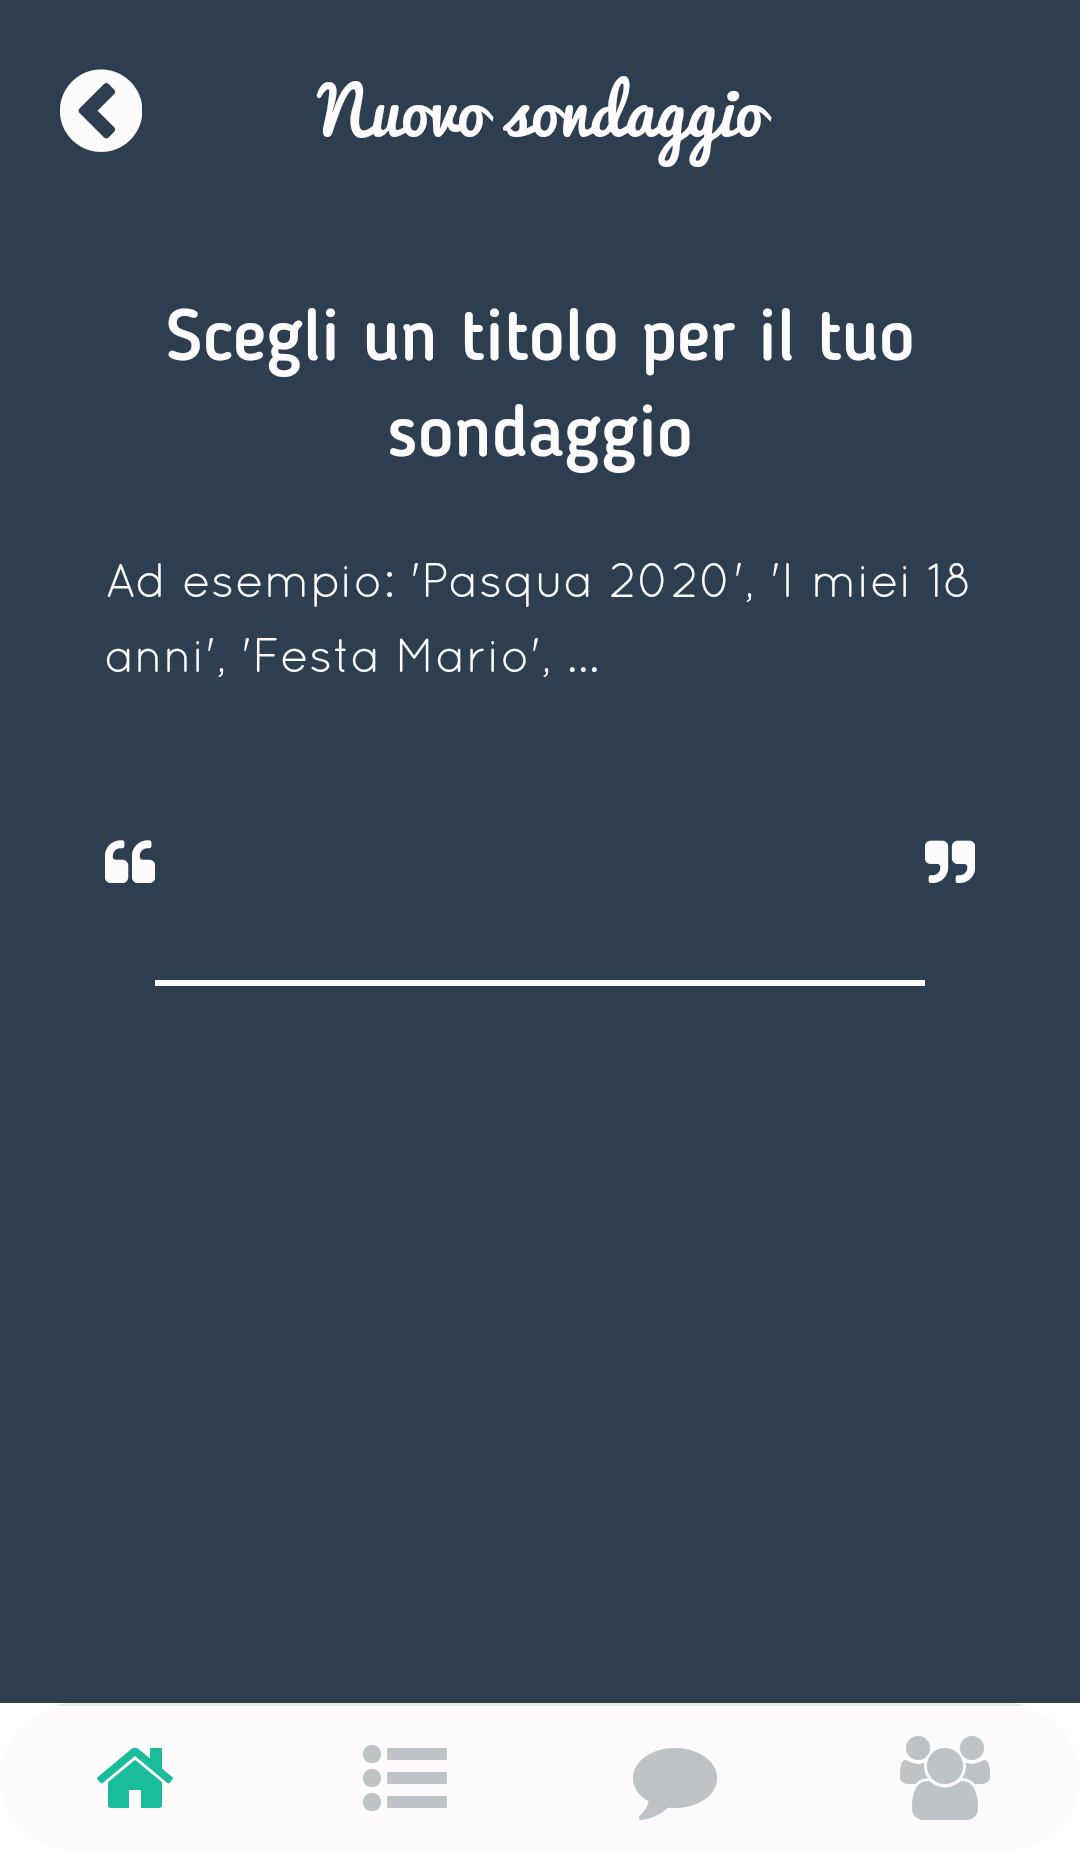 Nuovo sondaggio
Scegli un titolo per il tuo
sondaggio
Ad esempio: 'Pasqua 2020', 'I miei 18
anni', 'Festa Mario', ...